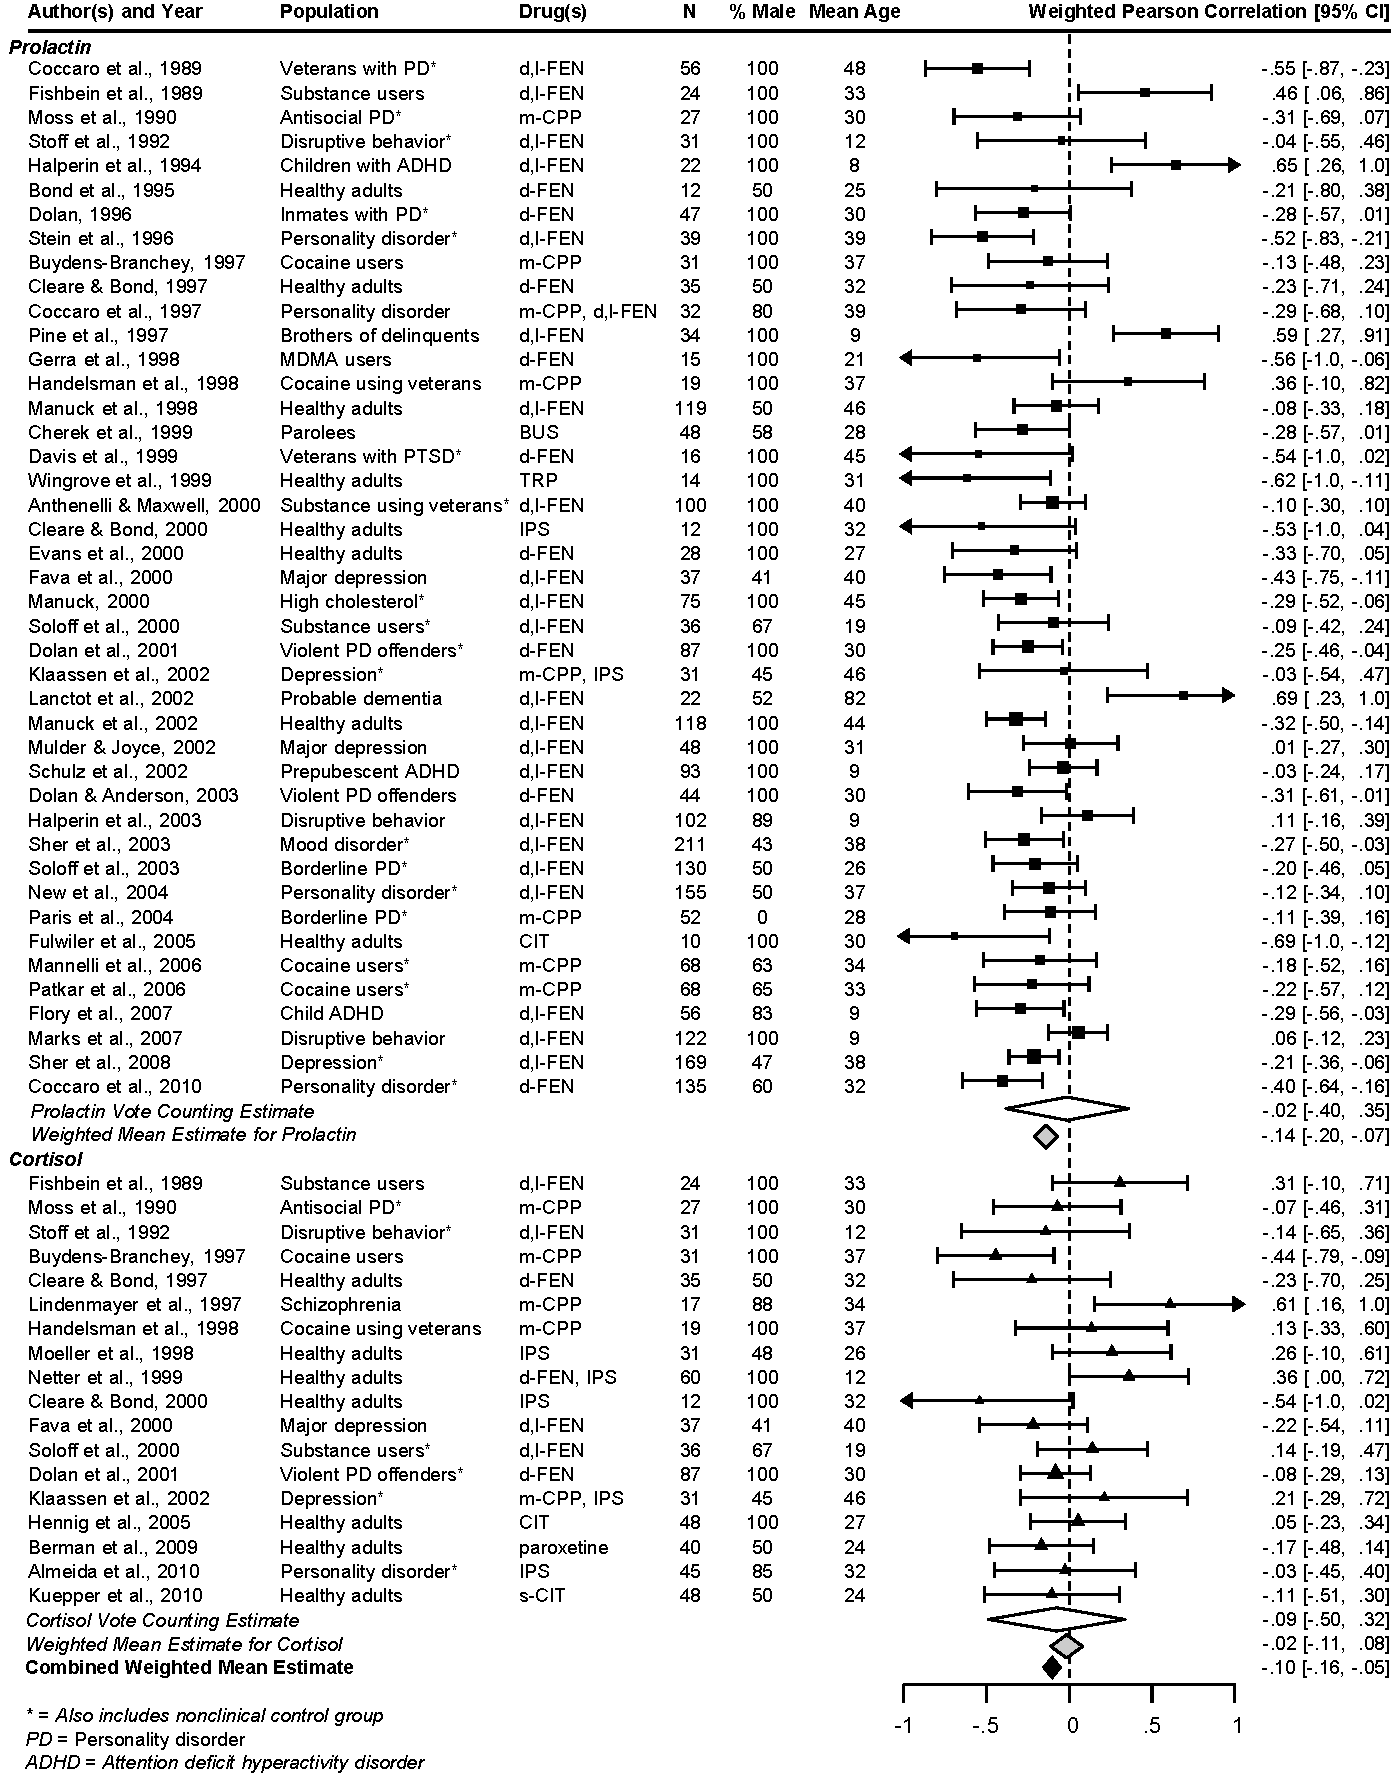 Author(s) and Year Population Drug(s) N % Male Mean Age Weighted Pearson Correlation [95% CI]
Prolactin
Coccaro et al., 1989 Veterans with PD* d,l-FEN 56 100 48 -.55 [-.87, -.23]
Fishbein et al., 1989 Substance users d,l-FEN 24 100 33 .46 [ .06, .86]
Moss et al., 1990 Antisocial PD* m-CPP 27 100 30 -.31 [-.69, .07]
Stoff et al., 1992 Disruptive behavior* d,l-FEN 31 100 12 -.04 [-.55, .46]
Halperin et al., 1994 Children with ADHD d,l-FEN 22 100 8 .65 [ .26, 1.0]
Bond et al., 1995 Healthy adults d-FEN 12 50 25 -.21 [-.80, .38]
Dolan, 1996 Inmates with PD* d-FEN 47 100 30 -.28 [-.57, .01]
Stein et al., 1996 Personality disorder* d,l-FEN 39 100 39 -.52 [-.83, -.21]
Buydens-Branchey, 1997 Cocaine users m-CPP 31 100 37 -.13 [-.48, .23]
Cleare & Bond, 1997 Healthy adults d-FEN 35 50 32 -.23 [-.71, .24]
Coccaro et al., 1997 Personality disorder m-CPP, d,l-FEN 32 80 39 -.29 [-.68, .10]
Pine et al., 1997 Brothers of delinquents d,l-FEN 34 100 9 .59 [ .27, .91]
Gerra et al., 1998 MDMA users d-FEN 15 100 21 -.56 [-1.0, -.06]
Handelsman et al., 1998 Cocaine using veterans m-CPP 19 100 37 .36 [-.10, .82]
Manuck et al., 1998 Healthy adults d,l-FEN 119 50 46 -.08 [-.33, .18]
Cherek et al., 1999 Parolees BUS 48 58 28 -.28 [-.57, .01]
Davis et al., 1999 Veterans with PTSD* d-FEN 16 100 45 -.54 [-1.0, .02]
Wingrove et al., 1999 Healthy adults TRP 14 100 31 -.62 [-1.0, -.11]
Anthenelli & Maxwell, 2000 Substance using veterans* d,l-FEN 100 100 40 -.10 [-.30, .10]
Cleare & Bond, 2000 Healthy adults IPS 12 100 32 -.53 [-1.0, .04]
Evans et al., 2000 Healthy adults d-FEN 28 100 27 -.33 [-.70, .05]
Fava et al., 2000 Major depression d,l-FEN 37 41 40 -.43 [-.75, -.11]
Manuck, 2000 High cholesterol* d,l-FEN 75 100 45 -.29 [-.52, -.06]
Soloff et al., 2000 Substance users* d,l-FEN 36 67 19 -.09 [-.42, .24]
Dolan et al., 2001 Violent PD offenders* d-FEN 87 100 30 -.25 [-.46, -.04]
Klaassen et al., 2002 Depression* m-CPP, IPS 31 45 46 -.03 [-.54, .47]
Lanctot et al., 2002 Probable dementia d,l-FEN 22 52 82 .69 [ .23, 1.0]
Manuck et al., 2002 Healthy adults d,l-FEN 118 100 44 -.32 [-.50, -.14]
Mulder & Joyce, 2002 Major depression d,l-FEN 48 100 31 .01 [-.27, .30]
Schulz et al., 2002 Prepubescent ADHD d,l-FEN 93 100 9 -.03 [-.24, .17]
Dolan & Anderson, 2003 Violent PD offenders d-FEN 44 100 30 -.31 [-.61, -.01]
Halperin et al., 2003 Disruptive behavior d,l-FEN 102 89 9 .11 [-.16, .39]
Sher et al., 2003 Mood disorder* d,l-FEN 211 43 38 -.27 [-.50, -.03]
Soloff et al., 2003 Borderline PD* d,l-FEN 130 50 26 -.20 [-.46, .05]
New et al., 2004 Personality disorder* d,l-FEN 155 50 37 -.12 [-.34, .10]
Paris et al., 2004 Borderline PD* m-CPP 52 0 28 -.11 [-.39, .16]
Fulwiler et al., 2005 Healthy adults CIT 10 100 30 -.69 [-1.0, -.12]
Mannelli et al., 2006 Cocaine users* m-CPP 68 63 34 -.18 [-.52, .16]
Patkar et al., 2006 Cocaine users* m-CPP 68 65 33 -.22 [-.57, .12]
Flory et al., 2007 Child ADHD d,l-FEN 56 83 9 -.29 [-.56, -.03]
Marks et al., 2007 Disruptive behavior d,l-FEN 122 100 9 .06 [-.12, .23]
Sher et al., 2008 Depression* d,l-FEN 169 47 38 -.21 [-.36, -.06]
Coccaro et al., 2010 Personality disorder* d-FEN 135 60 32 -.40 [-.64, -.16]
Prolactin Vote Counting Estimate -.02 [-.40, .35]
Weighted Mean Estimate for Prolactin -.14 [-.20, -.07]
Cortisol
Fishbein et al., 1989 Substance users d,l-FEN 24 100 33 .31 [-.10, .71]
Moss et al., 1990 Antisocial PD* m-CPP 27 100 30 -.07 [-.46, .31]
Stoff et al., 1992 Disruptive behavior* d,l-FEN 31 100 12 -.14 [-.65, .36]
Buydens-Branchey, 1997 Cocaine users m-CPP 31 100 37 -.44 [-.79, -.09]
Cleare & Bond, 1997 Healthy adults d-FEN 35 50 32 -.23 [-.70, .25]
Lindenmayer et al., 1997 Schizophrenia m-CPP 17 88 34 .61 [ .16, 1.0]
Handelsman et al., 1998 Cocaine using veterans m-CPP 19 100 37 .13 [-.33, .60]
Moeller et al., 1998 Healthy adults IPS 31 48 26 .26 [-.10, .61]
Netter et al., 1999 Healthy adults d-FEN, IPS 60 100 12 .36 [ .00, .72]
Cleare & Bond, 2000 Healthy adults IPS 12 100 32 -.54 [-1.0, .02]
Fava et al., 2000 Major depression d,l-FEN 37 41 40 -.22 [-.54, .11]
Soloff et al., 2000 Substance users* d,l-FEN 36 67 19 .14 [-.19, .47]
Dolan et al., 2001 Violent PD offenders* d-FEN 87 100 30 -.08 [-.29, .13]
Klaassen et al., 2002 Depression* m-CPP, IPS 31 45 46 .21 [-.29, .72]
Hennig et al., 2005 Healthy adults CIT 48 100 27 .05 [-.23, .34]
Berman et al., 2009 Healthy adults paroxetine 40 50 24 -.17 [-.48, .14]
Almeida et al., 2010 Personality disorder* IPS 45 85 32 -.03 [-.45, .40]
Kuepper et al., 2010 Healthy adults s-CIT 48 50 24 -.11 [-.51, .30]
Cortisol Vote Counting Estimate -.09 [-.50, .32]
Weighted Mean Estimate for Cortisol -.02 [-.11, .08]
Combined Weighted Mean Estimate -.10 [-.16, -.05]
* = Also includes nonclinical control group
-1 -.5 0 .5 1
PD = Personality disorder
ADHD = Attention deficit hyperactivity disorder